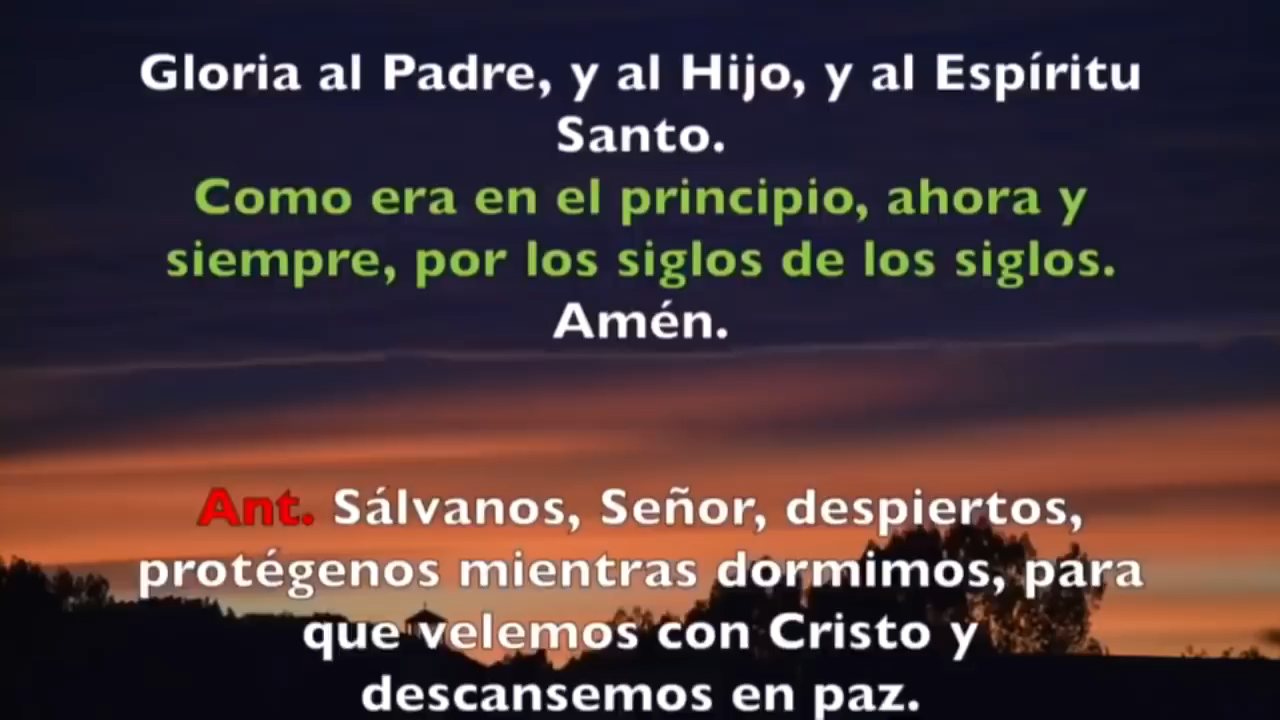 Gloria al Padre, y al Hijo, y al Espíritu
Santo.
Como era en el principio, ahora y
siempre, por los siglos de los siglos.
Amén.
Ant. Sálvanos, Señor, despiertos,
protégenos mientras dormimos, para
que velemos con Cristo y
descansemos en paz.